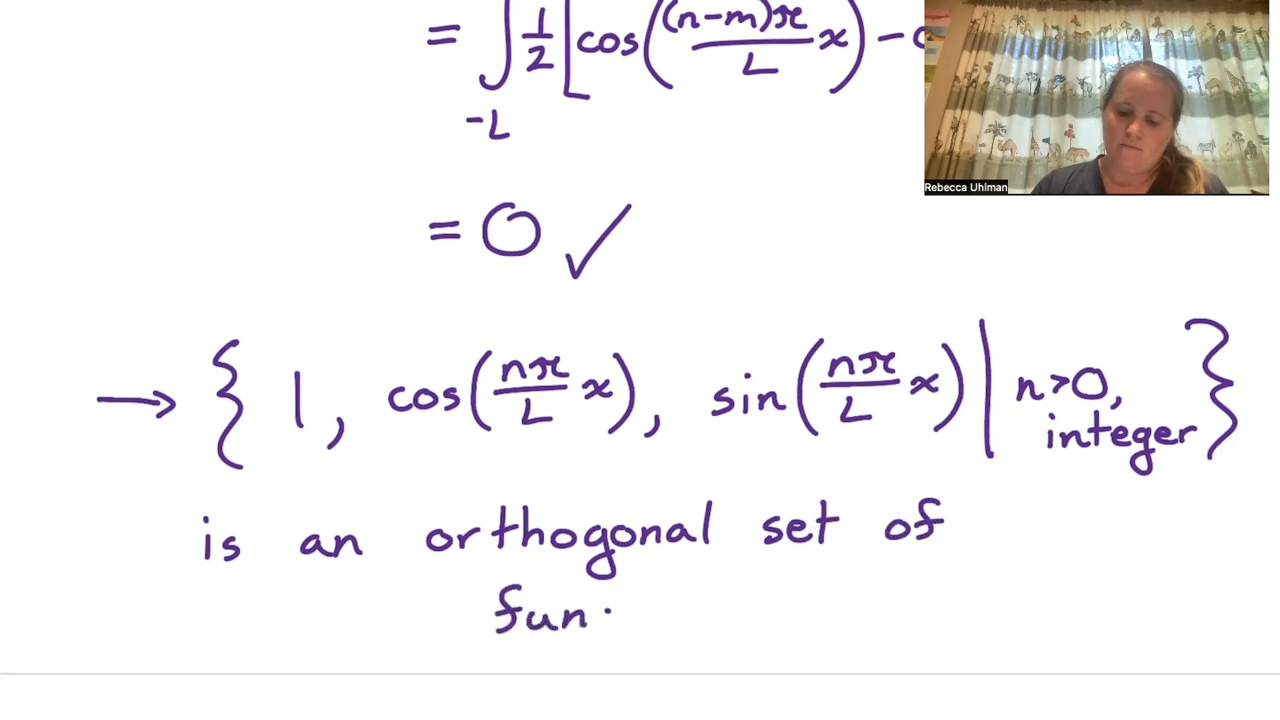 = ∫ 1/2 [cos((n-m)π/L x) - c
-L
= 0 ✓
Rebecca Uhlman
→ { 1, cos(nπ/L x), sin(nπ/L x) | n>0, integer }
is an orthogonal set of
fun